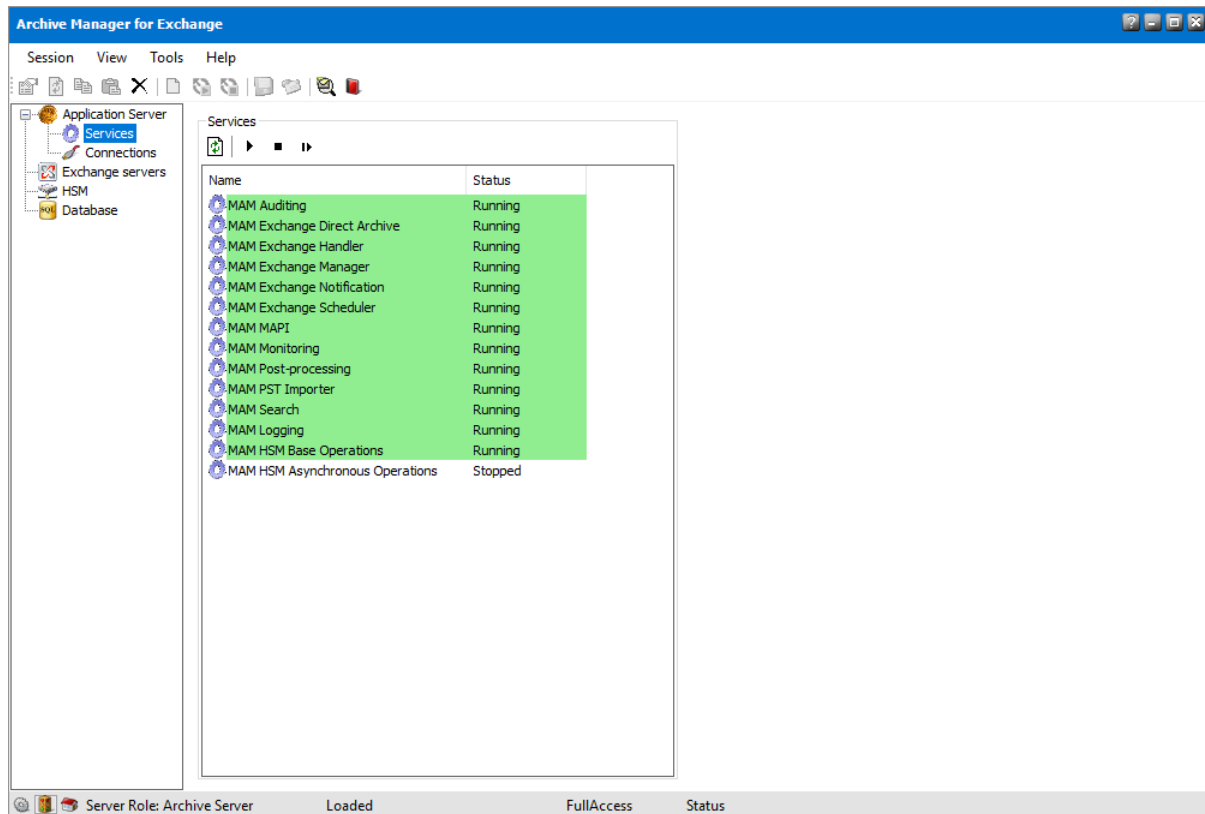 Archive Manager for Exchange
Session View Tools Help
Application Server
Services
Connections
Exchange servers
HSM
SQL Database
Services
Name Status
MAM Auditing Running
MAM Exchange Direct Archive Running
MAM Exchange Handler Running
MAM Exchange Manager Running
MAM Exchange Notification Running
MAM Exchange Scheduler Running
MAM MAPI Running
MAM Monitoring Running
MAM Post-processing Running
MAM PST Importer Running
MAM Search Running
MAM Logging Running
MAM HSM Base Operations Running
MAM HSM Asynchronous Operations Stopped
Server Role: Archive Server Loaded FullAccess Status